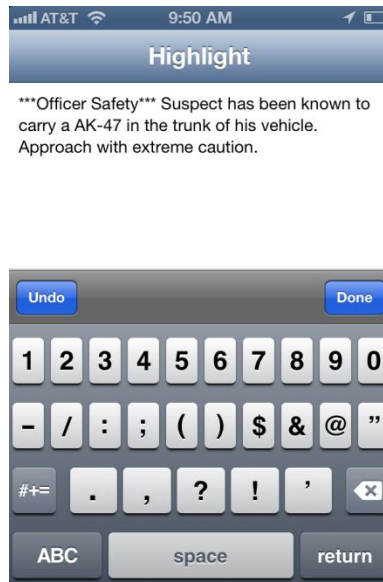 AT&T 9:50 AM
Highlight
***Officer Safety*** Suspect has been known to
carry a AK-47 in the trunk of his vehicle.
Approach with extreme caution.
Undo Done
1 2 3 4 5 6 7 8 9 0
- / : ; ( ) $ & @ "
#+= . , ? ! '
ABC space return